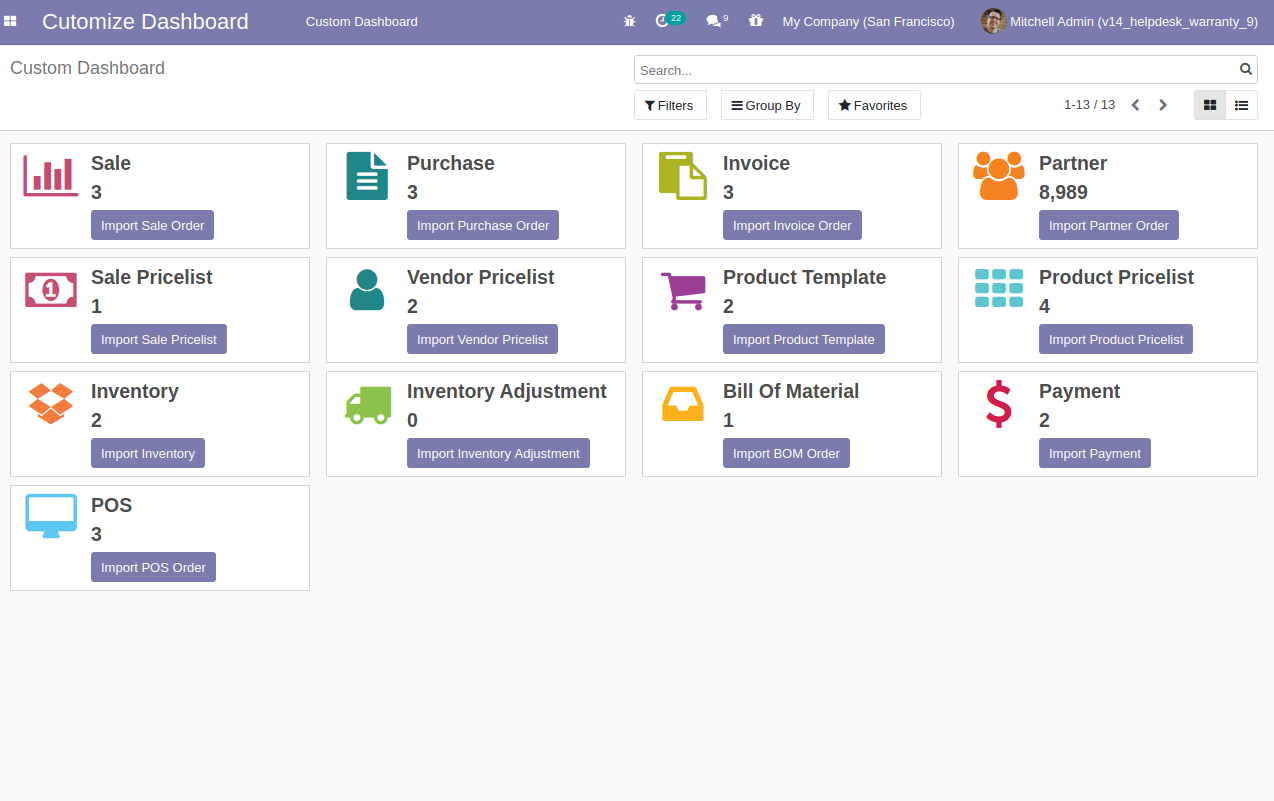 Cutomize Dashboard
Custom Dashboard
22
9
My Company (San Francisco)
Mitchell Admin (v14_helpdesk_warranty_9)
Custom Dashboard
Search...
Filters
Group By
Favorites
1-13 / 13
Sale
3
Import Sale Order
Purchase
3
Import Purchase Order
Invoice
3
Import Invoice Order
Partner
8,989
Import Partner Order
1
Sale Pricelist
1
Import Sale Pricelist
Vendor Pricelist
2
Import Vendor Pricelist
Product Template
2
Import Product Template
Product Pricelist
4
Import Product Pricelist
Inventory
2
Import Inventory
Inventory Adjustment
0
Import Inventory Adjustment
Bill Of Material
1
Import BOM Order
$
Payment
2
Import Payment
POS
3
Import POS Order